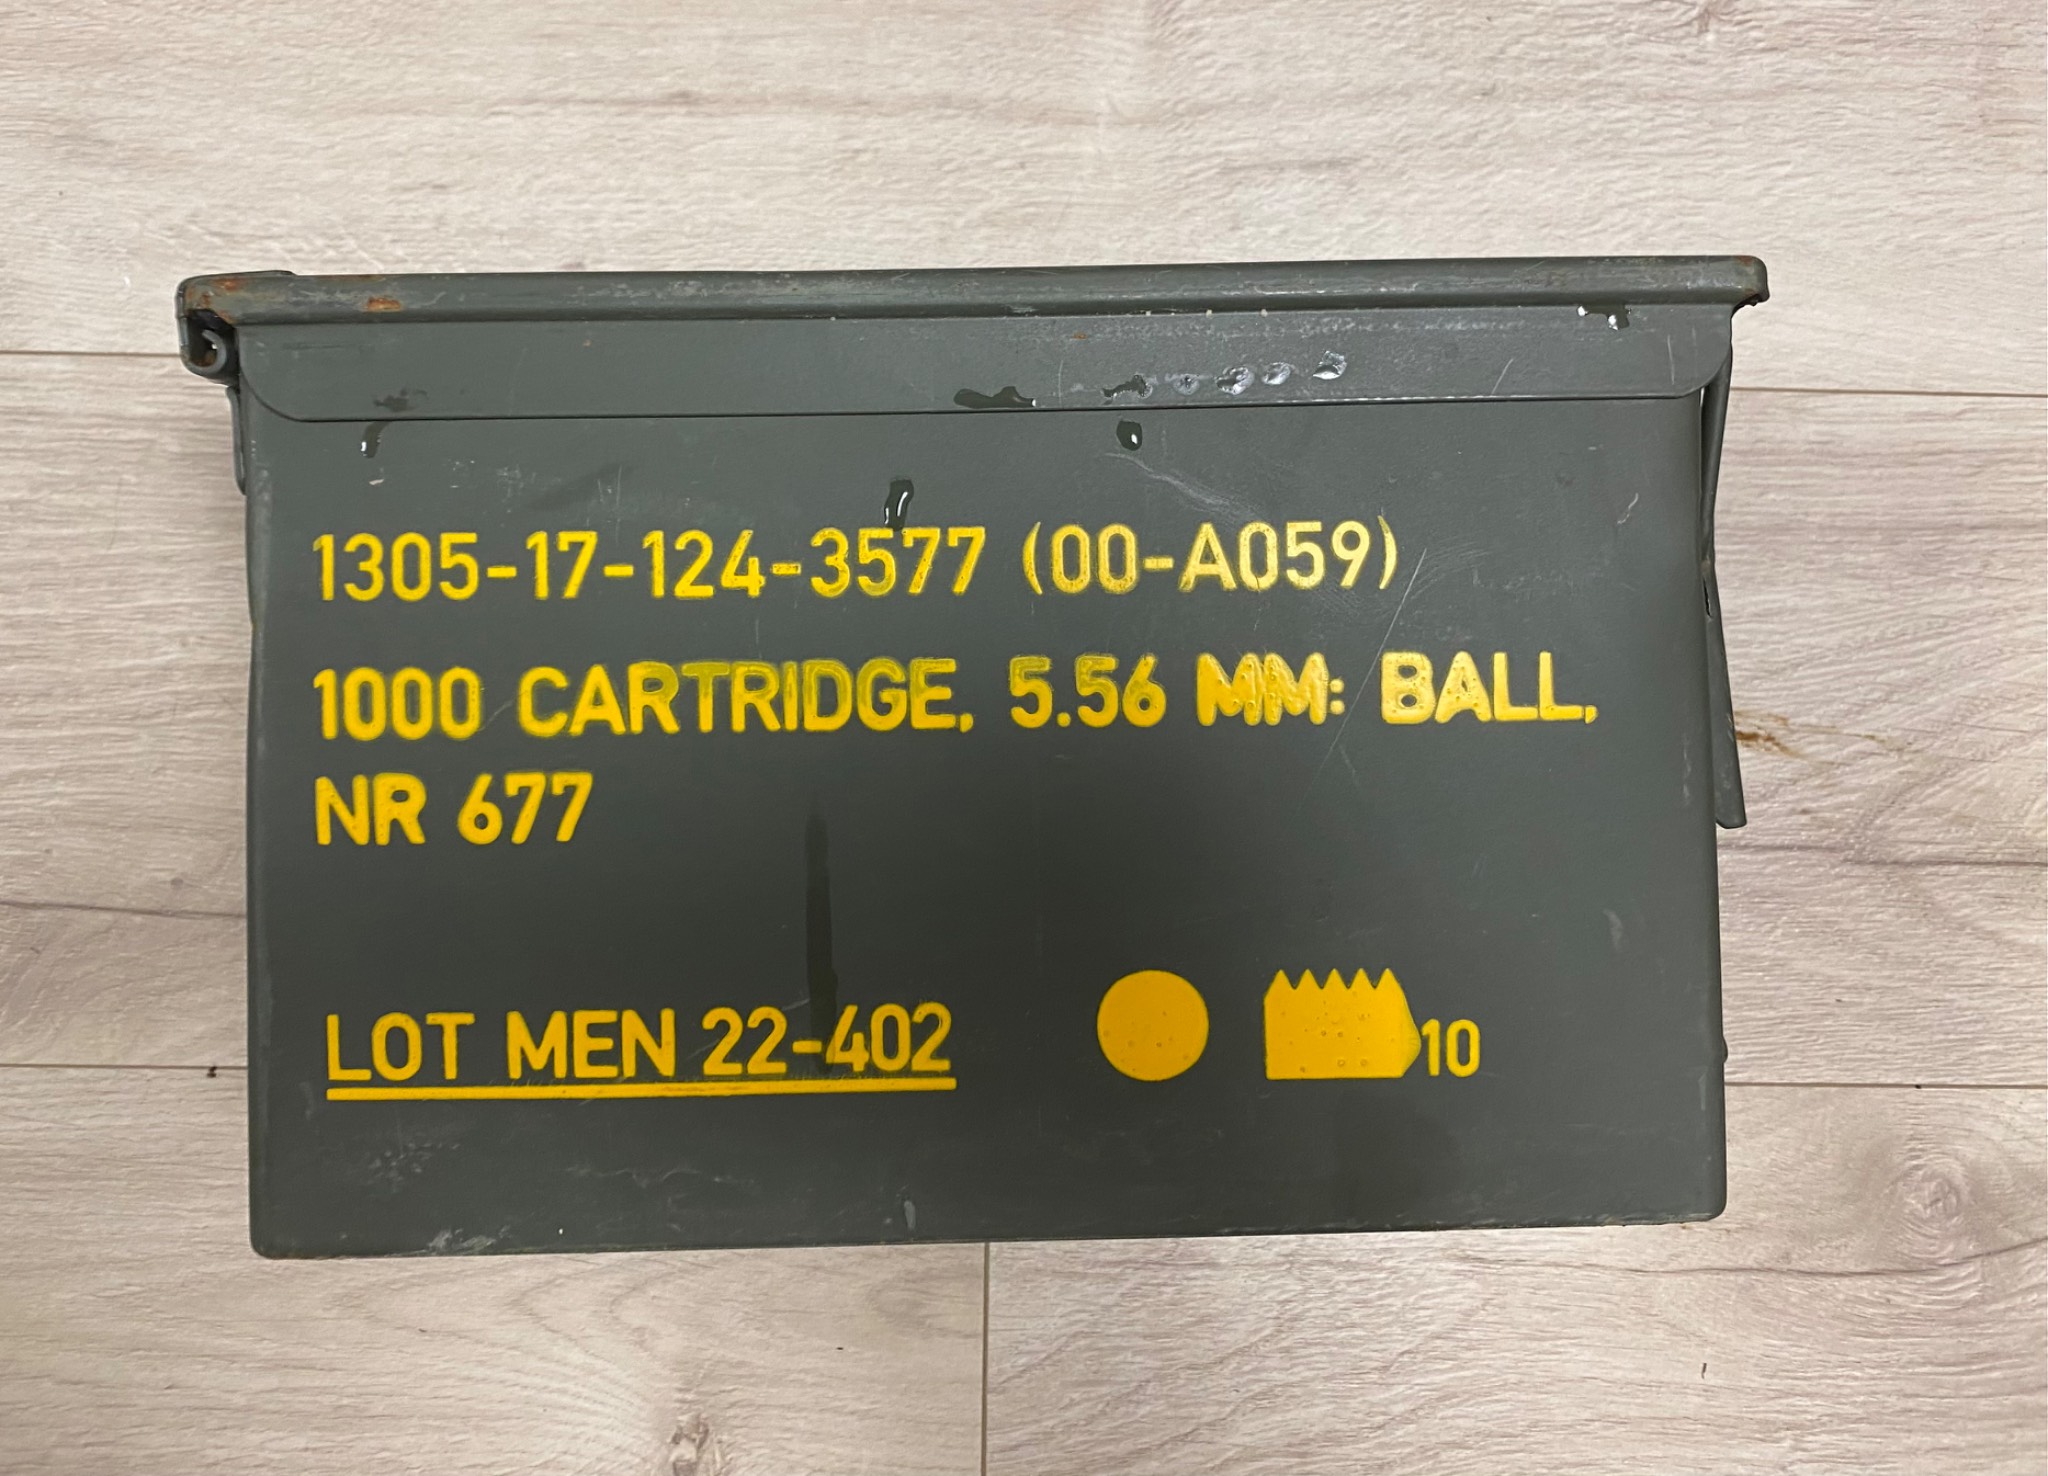 1305-17-124-3577 (00-A059)
1000 CARTRIDGE, 5.56 MM: BALL,
NR 677
LOT MEN 22-402
10